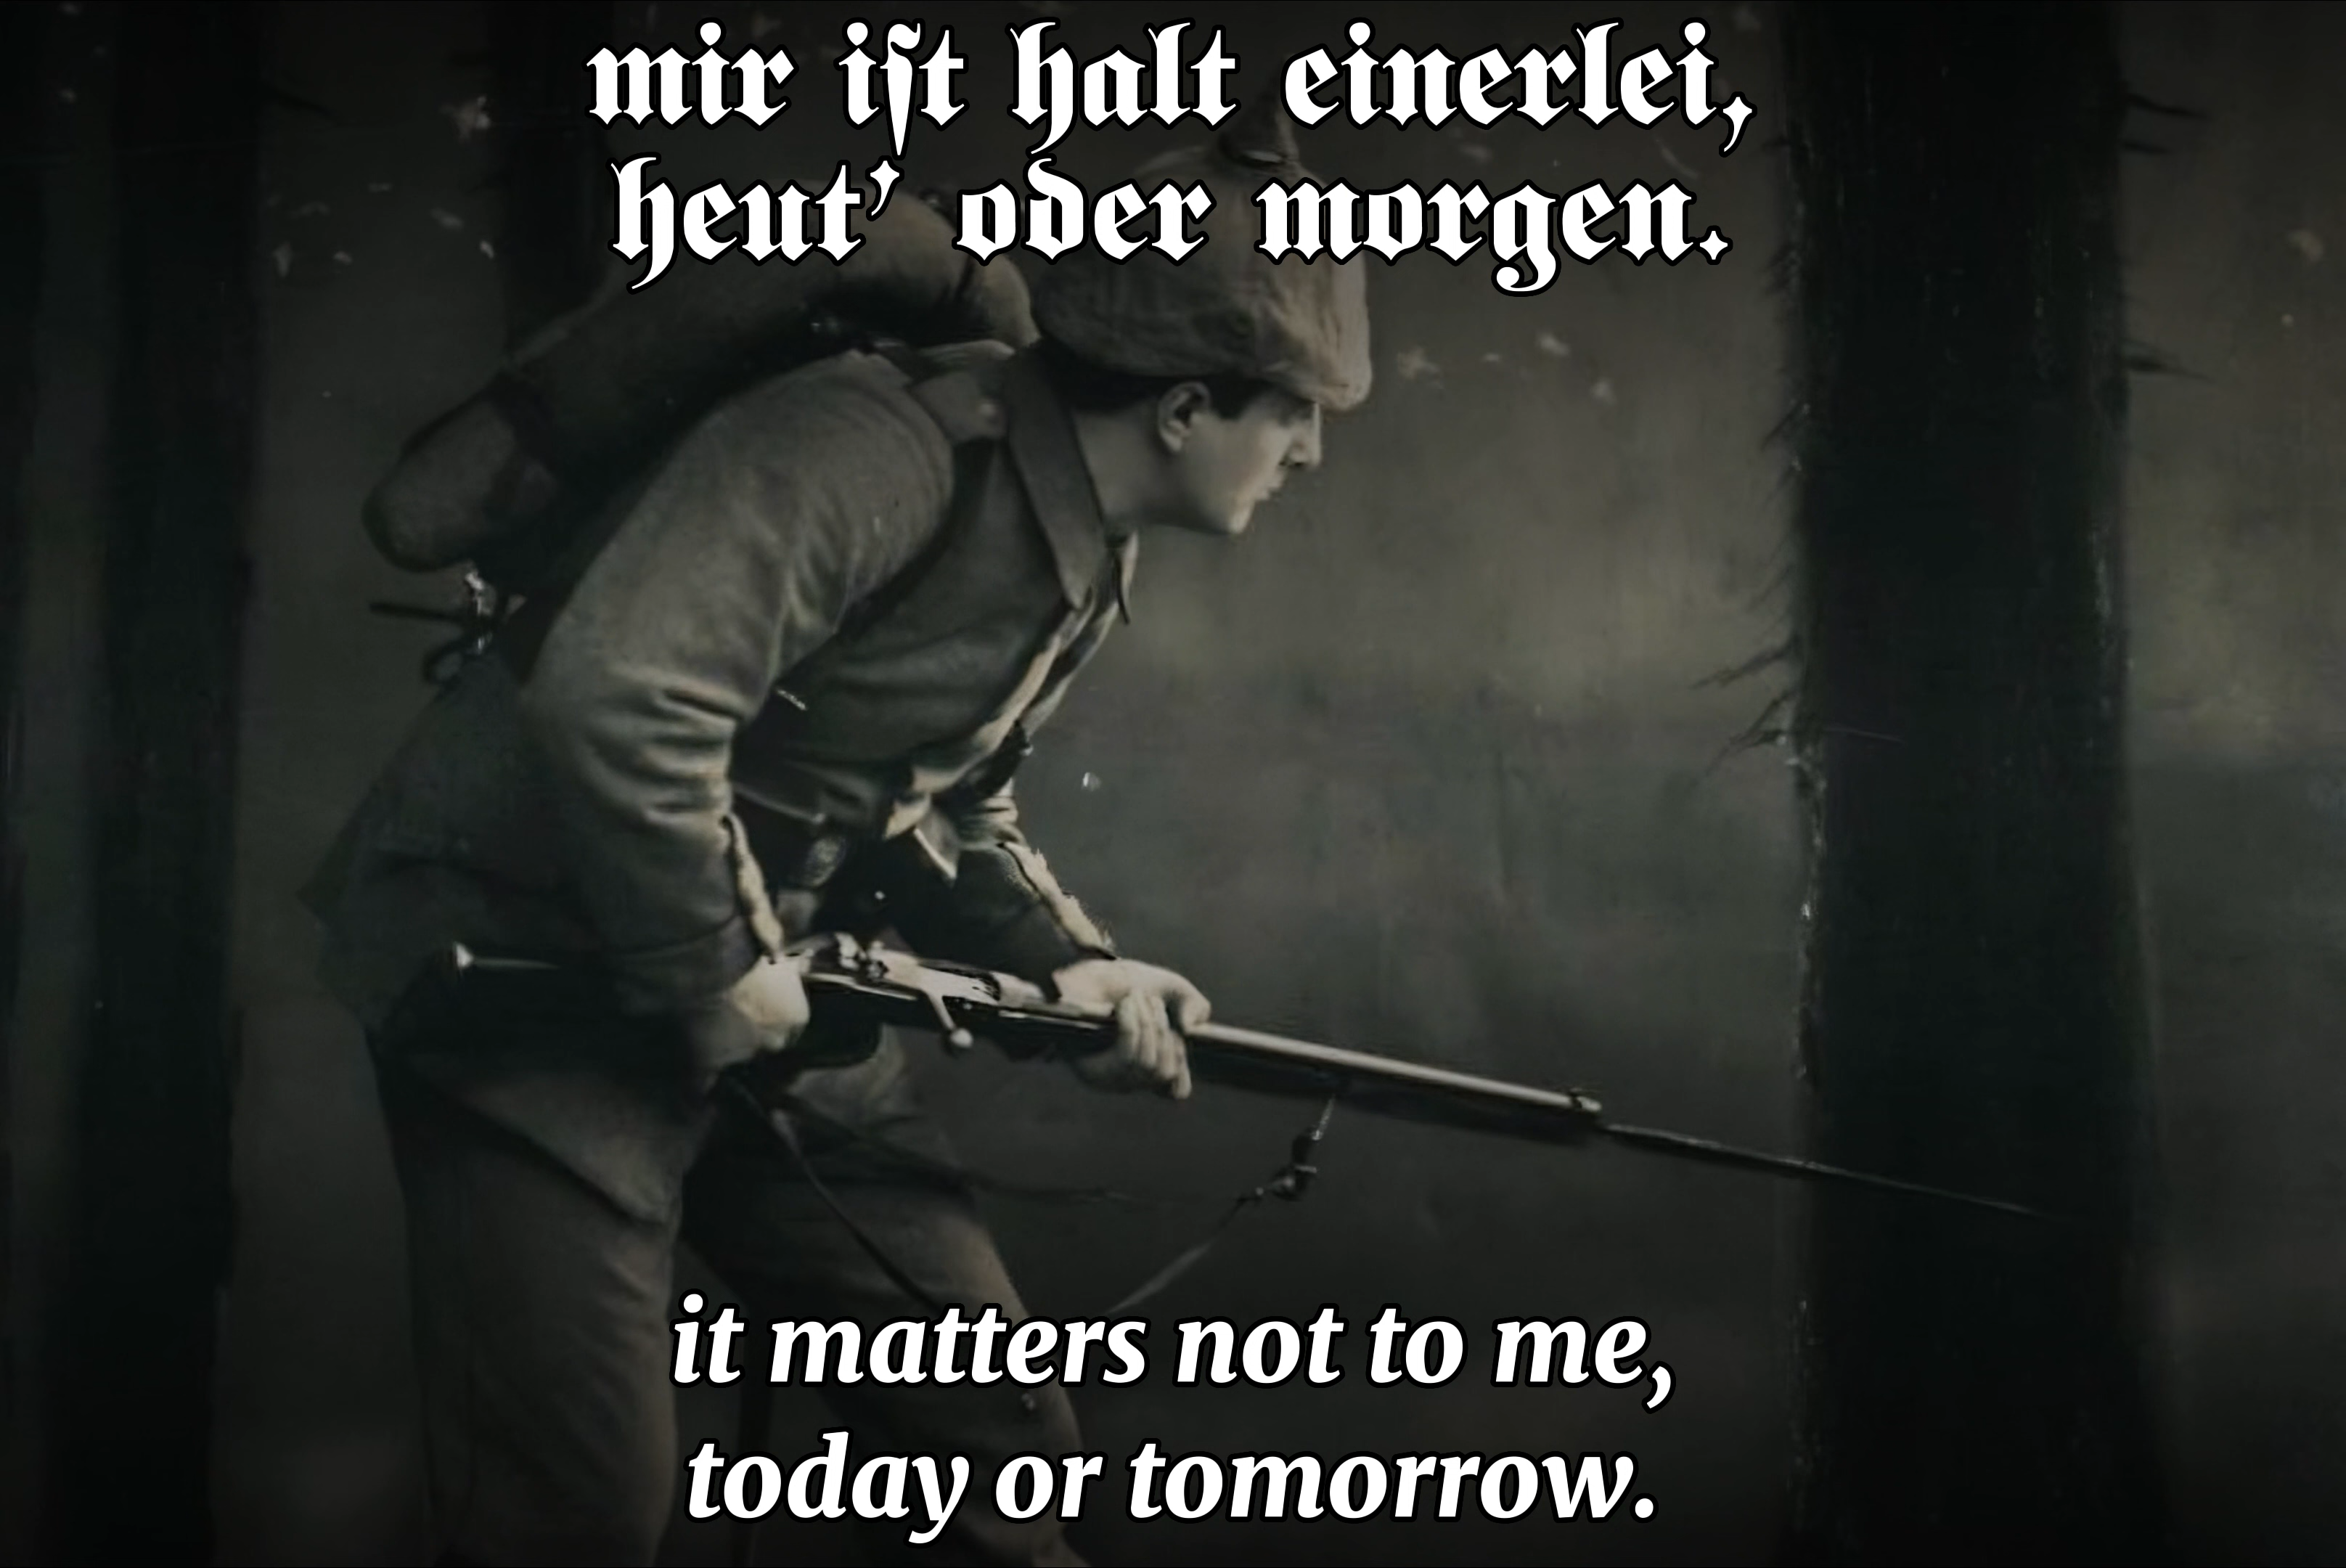 mir iſt halt einerlei,
heut’ oder morgen.
it matters not to me,
today or tomorrow.